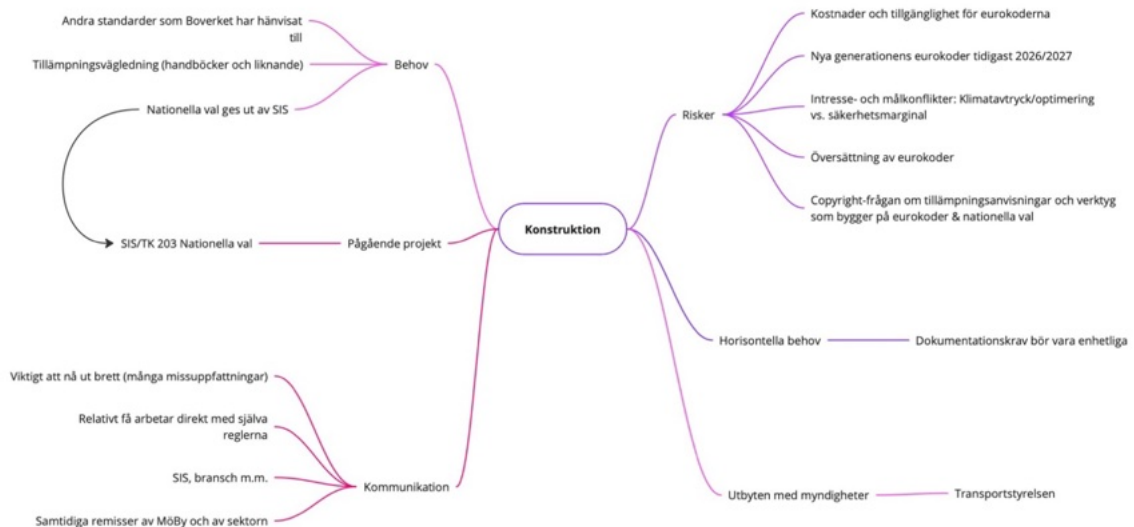 Andra standarder som Boverket har hänvisat
till
Tillämpningsvägledning (handböcker och liknande)
Behov
Nationella val ges ut av SIS
SIS/TK 203 Nationella val
Pågående projekt
Viktigt att nå ut brett (många missuppfattningar)
Relativt få arbetar direkt med själva
reglerna
SIS, bransch m.m.
Kommunikation
Samtidiga remisser av MöBy och av sektorn
Konstruktion
Kostnader och tillgänglighet för eurokoderna
Nya generationens eurokoder tidigast 2026/2027
Risker
Intresse- och målkonflikter: Klimatavtryck/optimering
vs. säkerhetsmarginal
Översättning av eurokoder
Copyright-frågan om tillämpningsanvisningar och verktyg
som bygger på eurokoder & nationella val
Horisontella behov
Dokumentationskrav bör vara enhetliga
Utbyten med myndigheter
Transportstyrelsen